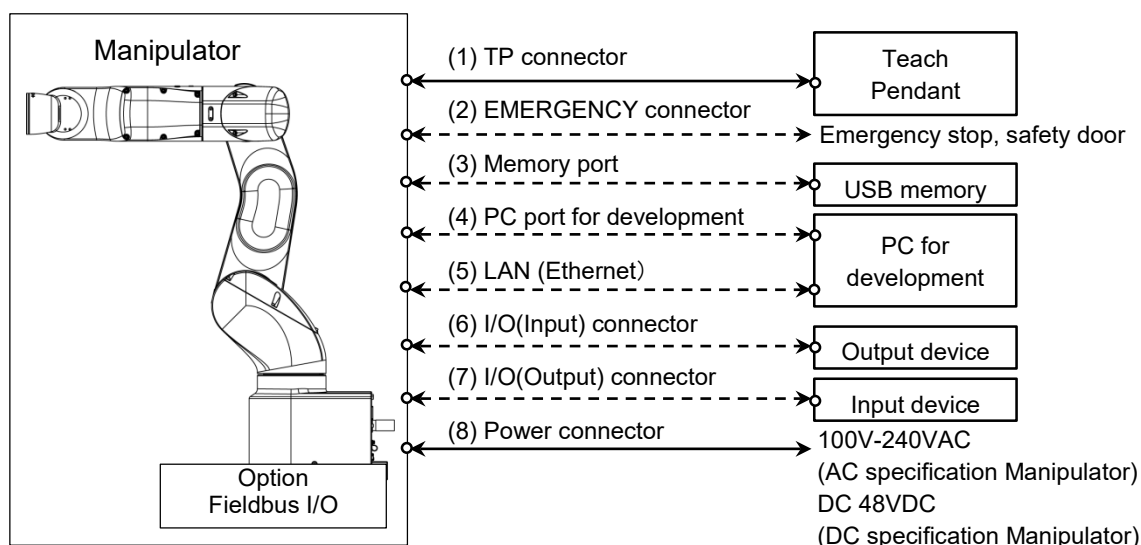 Manipulator
Option
Fieldbus I/O
(1) TP connector
Teach
Pendant
(2) EMERGENCY connector
Emergency stop, safety door
(3) Memory port
USB memory
(4) PC port for development
PC for
development
(5) LAN (Ethernet）
(6) I/O(Input) connector
Output device
(7) I/O(Output) connector
Input device
(8) Power connector
100V-240VAC
(AC specification Manipulator)
DC 48VDC
(DC specification Manipulator)